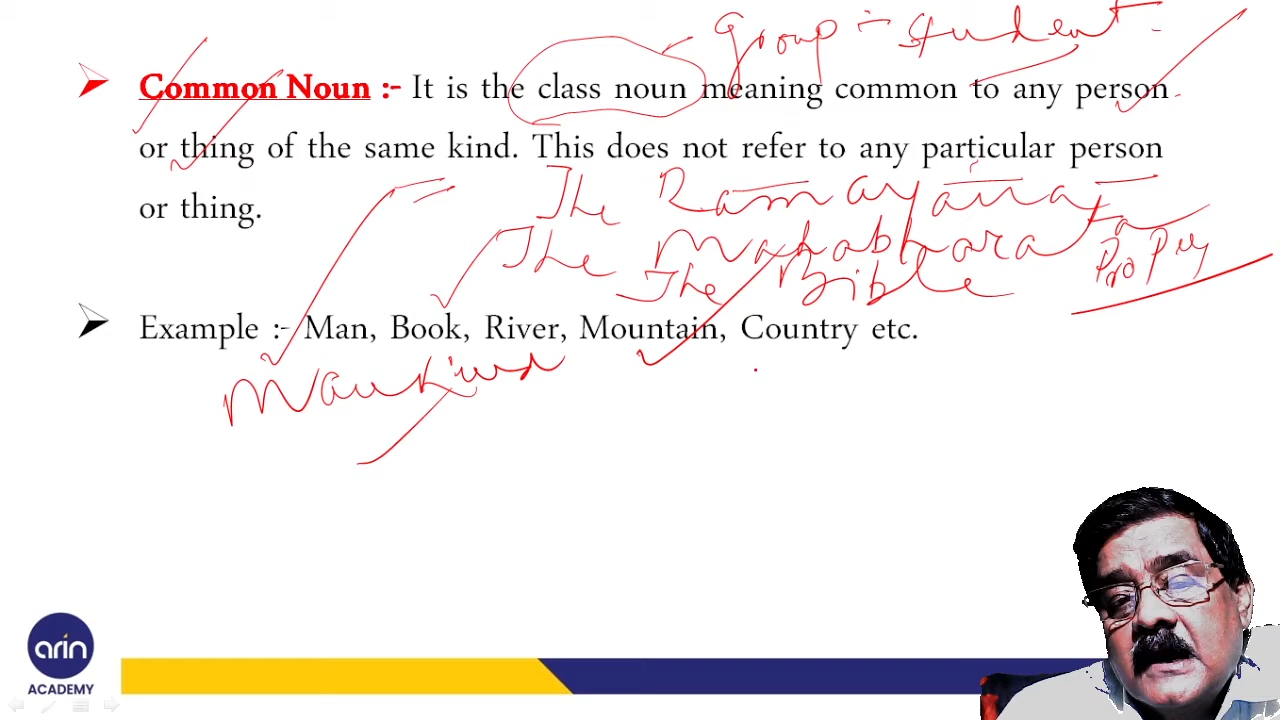 Group - Student
Common Noun :- It is the class noun meaning common to any person
or thing of the same kind. This does not refer to any particular person
or thing.
The Ramayana
The Mahabharata
The Bible
Example :- Man, Book, River, Mountain, Country etc.
Mankind
arin
ACADEMY